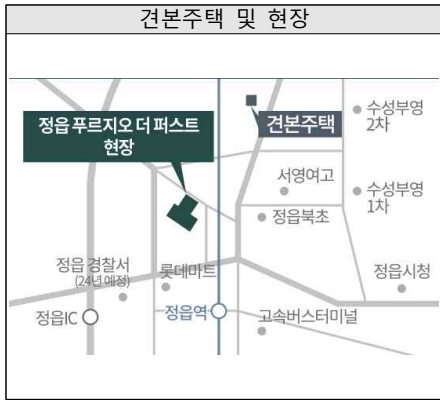 견본주택 및 현장
정읍 푸르지오 더 퍼스트
현장
견본주택
수성부영
2차
서영여고
수성부영
1차
정읍북초
정읍 경찰서
(24년 예정)
롯데마트
정읍시청
정읍IC
정읍역
고속버스터미널